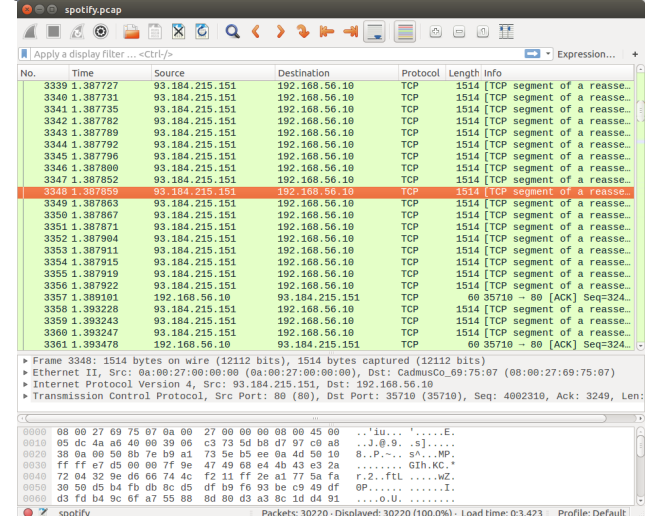 spotify.pcap
Apply a display filter ... <Ctrl-/> Expression... +
No. Time Source Destination Protocol Length Info
3339 1.387727 93.184.215.151 192.168.56.10 TCP 1514 [TCP segment of a reasse...
3340 1.387731 93.184.215.151 192.168.56.10 TCP 1514 [TCP segment of a reasse...
3341 1.387735 93.184.215.151 192.168.56.10 TCP 1514 [TCP segment of a reasse...
3342 1.387782 93.184.215.151 192.168.56.10 TCP 1514 [TCP segment of a reasse...
3343 1.387789 93.184.215.151 192.168.56.10 TCP 1514 [TCP segment of a reasse...
3344 1.387792 93.184.215.151 192.168.56.10 TCP 1514 [TCP segment of a reasse...
3345 1.387796 93.184.215.151 192.168.56.10 TCP 1514 [TCP segment of a reasse...
3346 1.387800 93.184.215.151 192.168.56.10 TCP 1514 [TCP segment of a reasse...
3347 1.387852 93.184.215.151 192.168.56.10 TCP 1514 [TCP segment of a reasse...
3348 1.387859 93.184.215.151 192.168.56.10 TCP 1514 [TCP segment of a reasse...
3349 1.387863 93.184.215.151 192.168.56.10 TCP 1514 [TCP segment of a reasse...
3350 1.387867 93.184.215.151 192.168.56.10 TCP 1514 [TCP segment of a reasse...
3351 1.387871 93.184.215.151 192.168.56.10 TCP 1514 [TCP segment of a reasse...
3352 1.387904 93.184.215.151 192.168.56.10 TCP 1514 [TCP segment of a reasse...
3353 1.387911 93.184.215.151 192.168.56.10 TCP 1514 [TCP segment of a reasse...
3354 1.387915 93.184.215.151 192.168.56.10 TCP 1514 [TCP segment of a reasse...
3355 1.387919 93.184.215.151 192.168.56.10 TCP 1514 [TCP segment of a reasse...
3356 1.387922 93.184.215.151 192.168.56.10 TCP 1514 [TCP segment of a reasse...
3357 1.389101 192.168.56.10 93.184.215.151 TCP 60 35710 → 80 [ACK] Seq=324...
3358 1.393228 93.184.215.151 192.168.56.10 TCP 1514 [TCP segment of a reasse...
3359 1.393243 93.184.215.151 192.168.56.10 TCP 1514 [TCP segment of a reasse...
3360 1.393247 93.184.215.151 192.168.56.10 TCP 1514 [TCP segment of a reasse...
3361 1.393478 192.168.56.10 93.184.215.151 TCP 60 35710 → 80 [ACK] Seq=324...
Frame 3348: 1514 bytes on wire (12112 bits), 1514 bytes captured (12112 bits)
Ethernet II, Src: 0a:00:27:00:00:00 (0a:00:27:00:00:00), Dst: CadmusCo_69:75:07 (08:00:27:69:75:07)
Internet Protocol Version 4, Src: 93.184.215.151, Dst: 192.168.56.10
Transmission Control Protocol, Src Port: 80 (80), Dst Port: 35710 (35710), Seq: 4002310, Ack: 3249, Len:
0000 08 00 27 69 75 07 0a 00 27 00 00 00 08 00 45 00 ..'iu... '.....E.
0010 05 dc 4a a6 40 00 39 06 c3 73 5d b8 d7 97 c0 a8 ..J.@.9. .s].....
0020 38 0a 00 50 8b 7e b9 a1 73 5e b5 ee 0a 4d 50 10 8..P.~.. s^...MP.
0030 ff ff e7 d5 00 00 7f 9e 47 49 68 e4 4b 43 e3 2a ........ GIh.KC.*
0040 72 04 32 9e d6 66 74 4c f2 11 ff 2e a1 77 5a fa r.2..ftL .....wZ.
0050 30 50 d5 b4 fb db 8c d5 df b9 f6 93 be c9 49 df 0P...... ......I.
0060 d3 fd b4 9c 6f a7 55 88 8d 80 d3 a3 8c 1d d4 91 ....o.U. ........
spotify Packets: 30220 · Displayed: 30220 (100.0%) · Load time: 0:3.423 Profile: Default